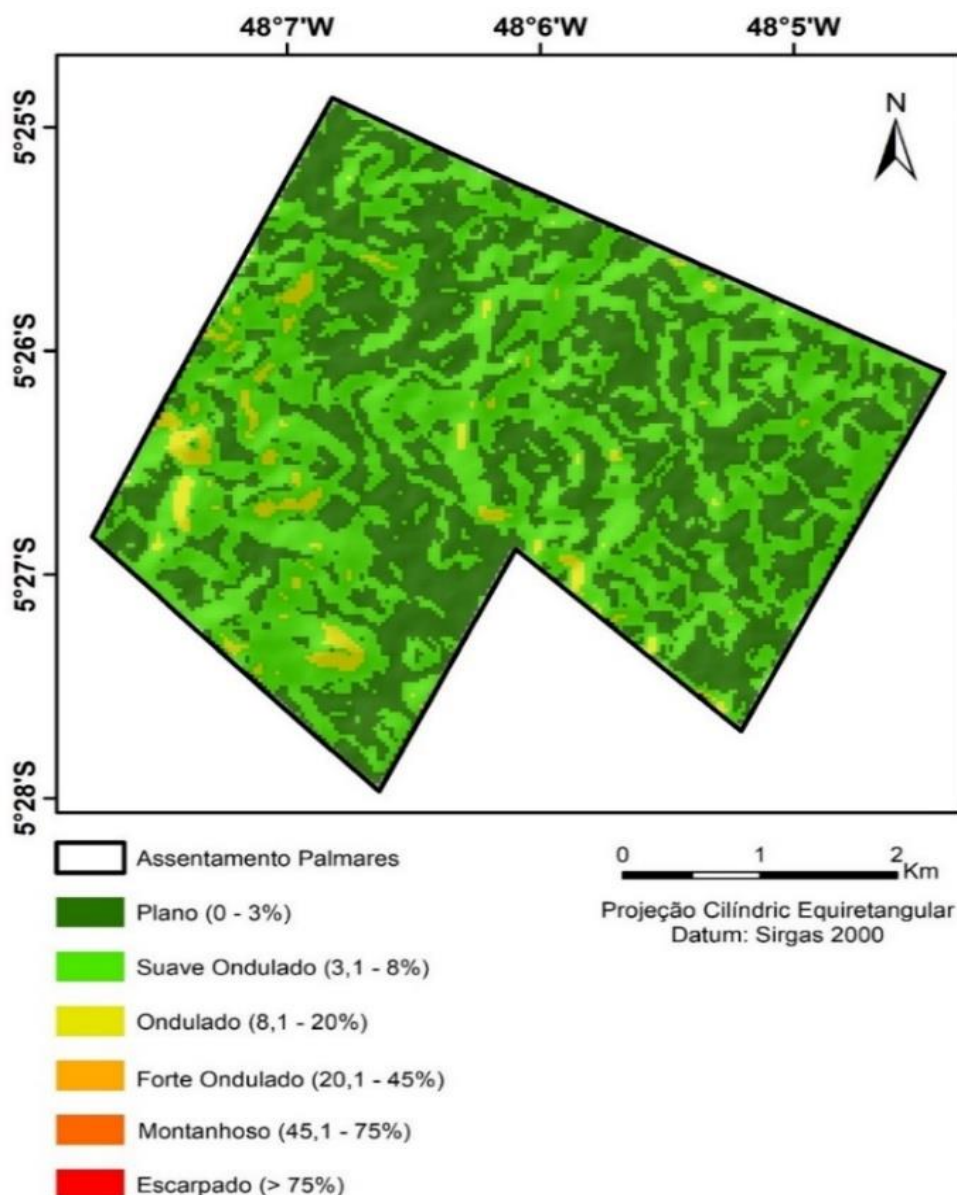 48°7'W 48°6'W 48°5'W
N
5°25'S
5°26'S
5°27'S
5°28'S
Assentamento Palmares
Plano (0 - 3%)
Suave Ondulado (3,1 - 8%)
Ondulado (8,1 - 20%)
Forte Ondulado (20,1 - 45%)
Montanhoso (45,1 - 75%)
Escarpado (> 75%)
0 1 2
Km
Projeção Cilíndric Equiretangular
Datum: Sirgas 2000